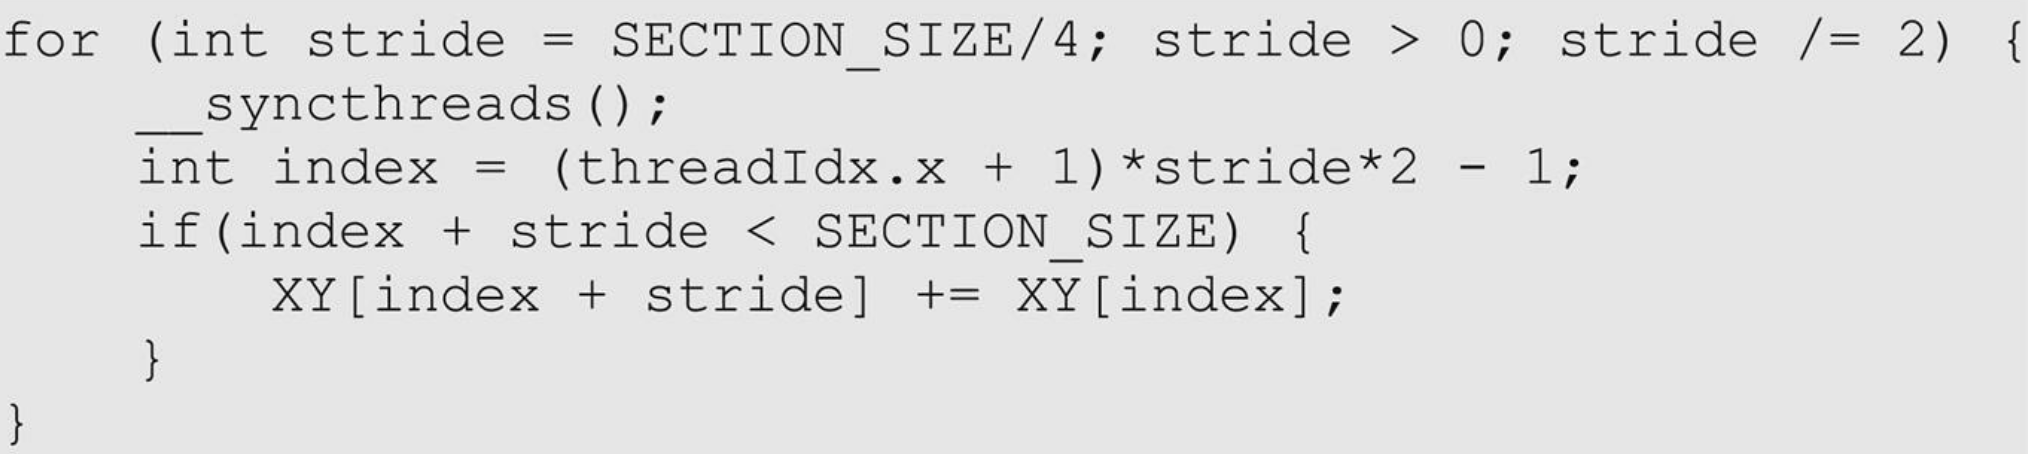 for (int stride = SECTION_SIZE/4; stride > 0; stride /= 2) {
    __syncthreads();
    int index = (threadIdx.x + 1)*stride*2 - 1;
    if(index + stride < SECTION_SIZE) {
        XY[index + stride] += XY[index];
    }
}